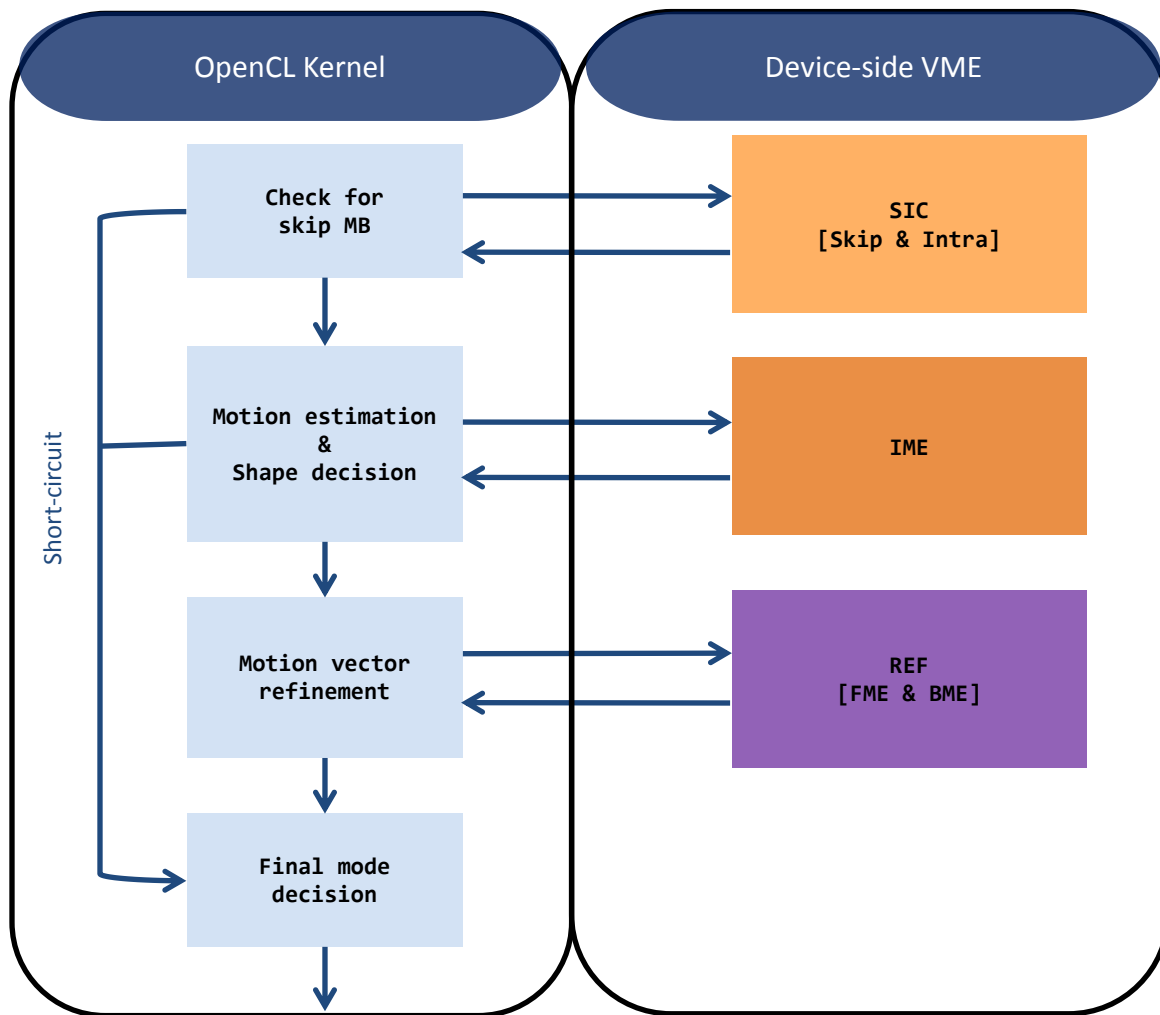 OpenCL Kernel
Device-side VME
Check for
skip MB
SIC
[Skip & Intra]
Motion estimation
&
Shape decision
IME
Short-circuit
Motion vector
refinement
REF
[FME & BME]
Final mode
decision